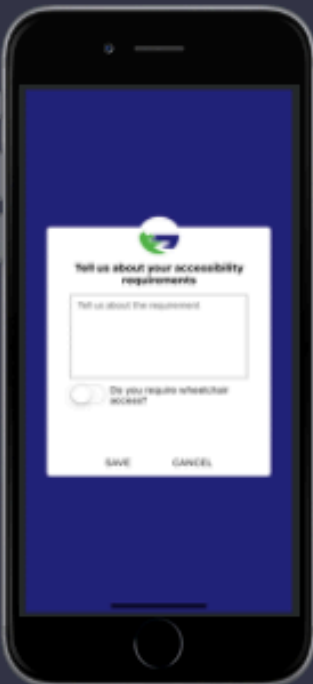 Tell us about your accessibility
requirements
Tell us about the requirement
Do you require wheelchair
access?
SAVE CANCEL